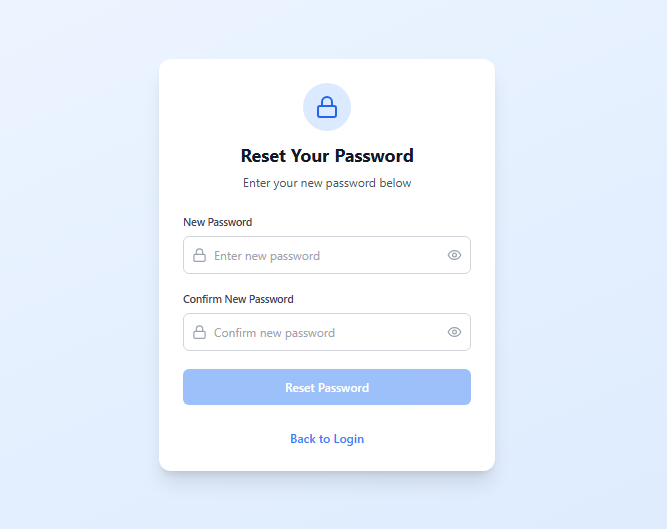 Reset Your Password
Enter your new password below
New Password
Enter new password
Confirm New Password
Confirm new password
Reset Password
Back to Login